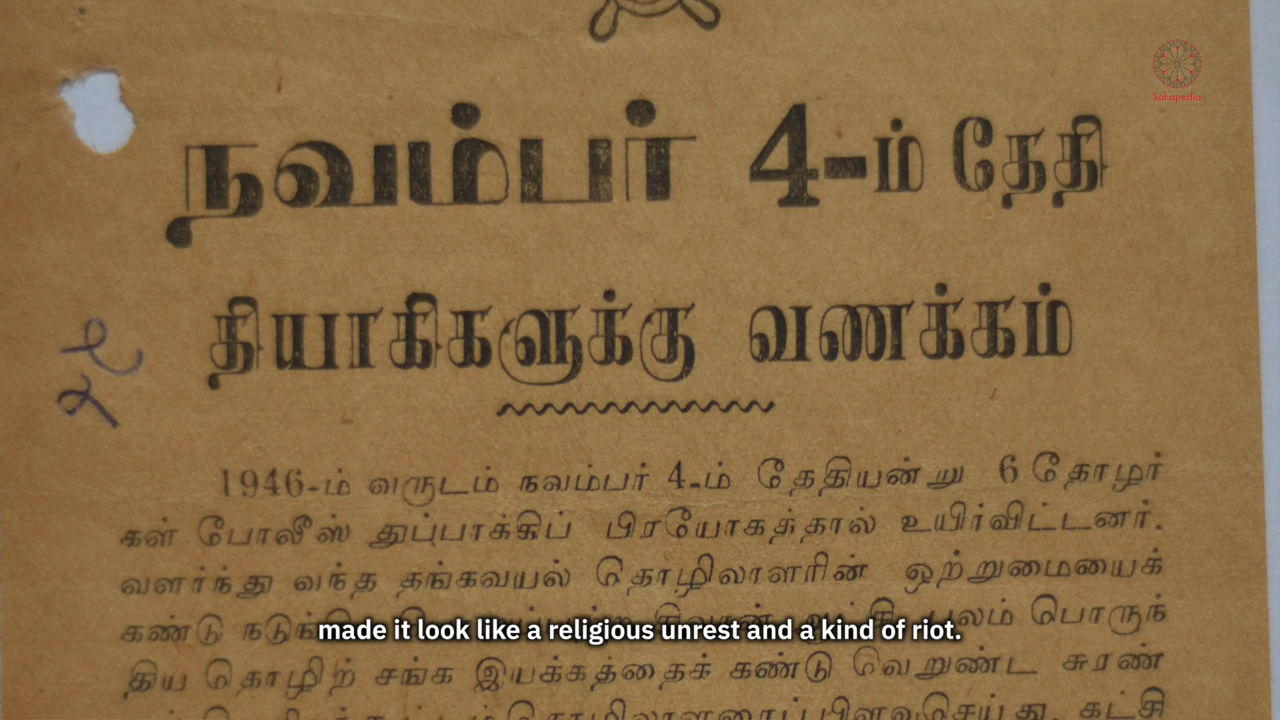 Sahapedia
நவம்பர் 4-ம் தேதி
தியாகிகளுக்கு வணக்கம்
1946-ம் வருடம் நவம்பர் 4-ம் தேதியன்று 6 தோழர்
கள் போலீஸ் துப்பாக்கிப் பிரயோகத்தால் உயிர்விட்டனர்.
வளர்ந்து வந்த தங்கவயல் தொழிலாளரின் ஒற்றுமையைக்
கண்டு பொருந்
made it look like a religious unrest and a kind of riot.
திய தொழிற் சங்க இயக்கத்தைக் கண்டு வெறுண்ட சுரண்